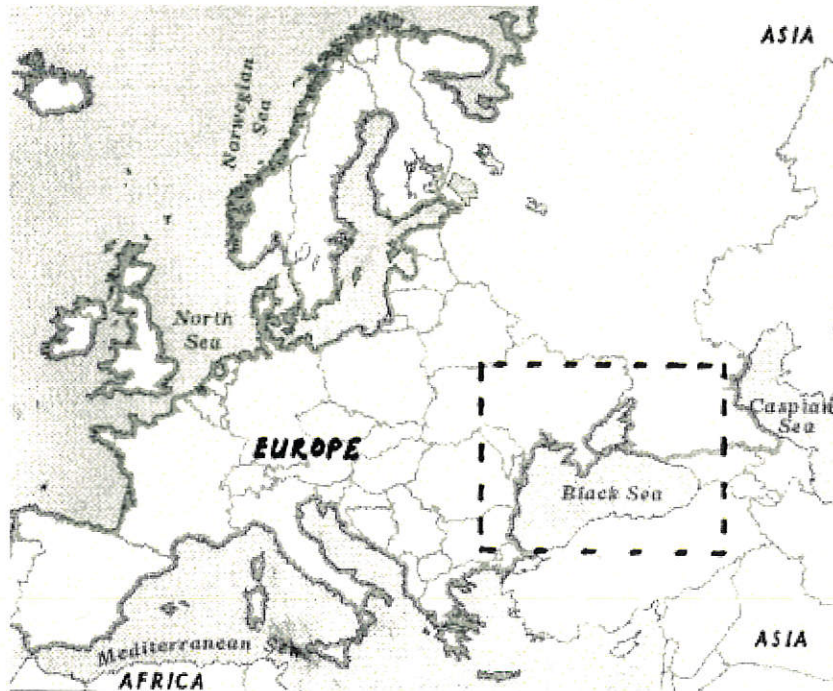 ASIA
Norwegian
Sea
North
Sea
EUROPE
Caspian
Sea
Black Sea
Mediterranean Sea
ASIA
AFRICA